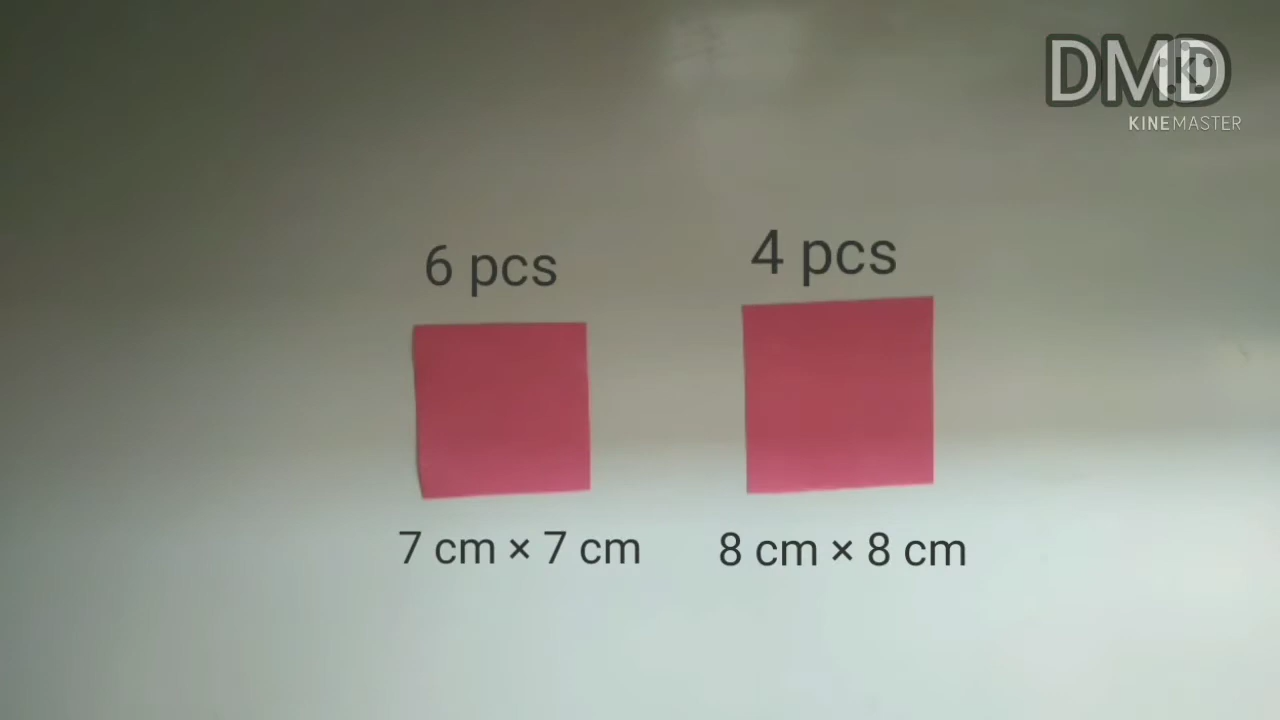 DMD
KINEMASTER
6 pcs
4 pcs
7 cm × 7 cm
8 cm × 8 cm